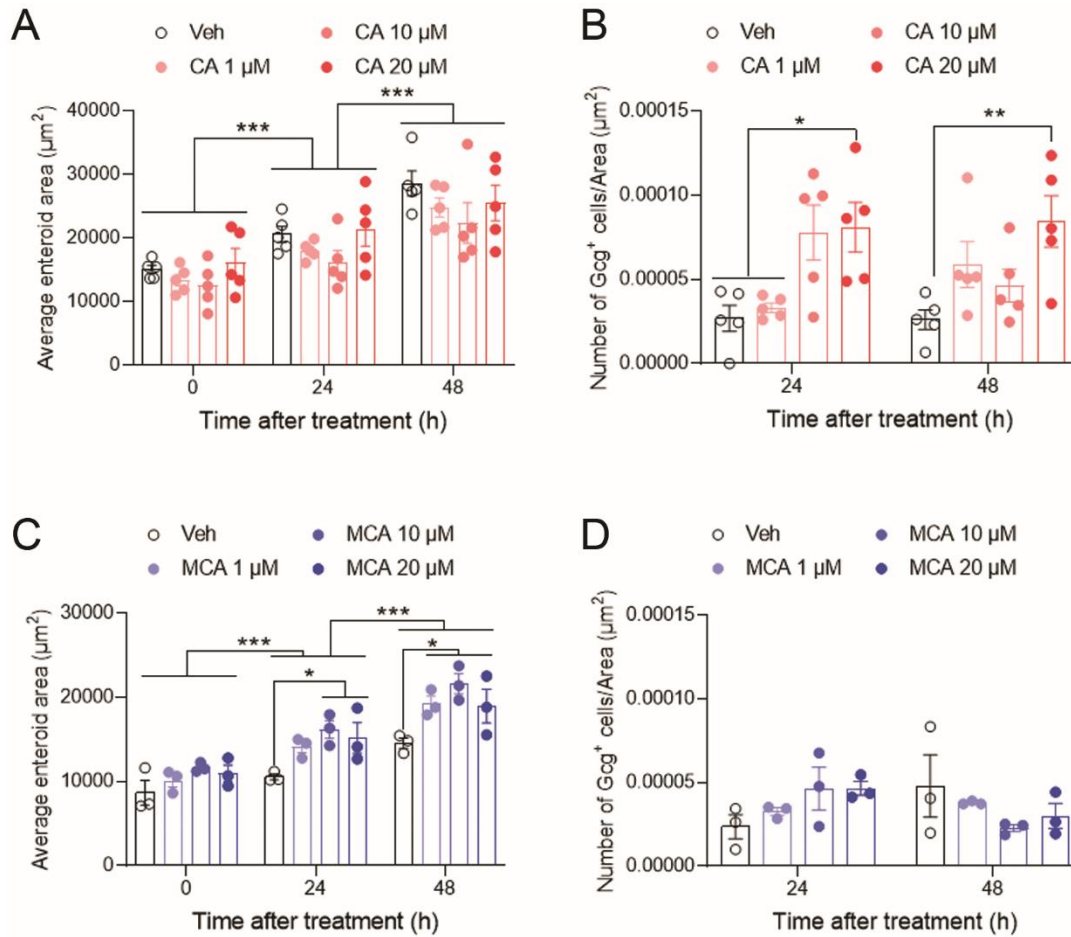 A
Veh
CA 10 µM
CA 1 µM
CA 20 µM
Average enteroid area (µm²)
40000
30000
20000
10000
0
***
***
0
24
48
Time after treatment (h)
B
Veh
CA 10 µM
CA 1 µM
CA 20 µM
Number of Gcg⁺ cells/Area (µm²)
0.00015
0.00010
0.00005
0.00000
*
**
24
48
Time after treatment (h)
C
Veh
MCA 10 µM
MCA 1 µM
MCA 20 µM
Average enteroid area (µm²)
30000
20000
10000
0
***
***
*
*
0
24
48
Time after treatment (h)
D
Veh
MCA 10 µM
MCA 1 µM
MCA 20 µM
Number of Gcg⁺ cells/Area (µm²)
0.00015
0.00010
0.00005
0.00000
24
48
Time after treatment (h)